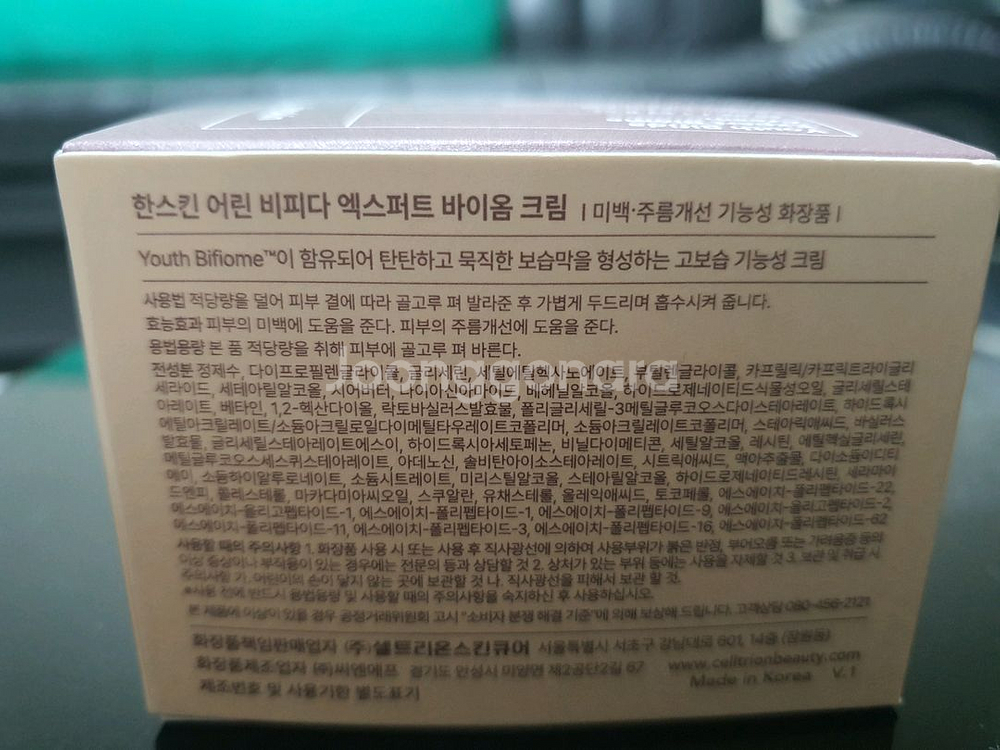 한스킨 어린 비피다 엑스퍼트 바이옴 크림 | 미백·주름개선 기능성 화장품 |
Youth Bifiome™이 함유되어 탄탄하고 묵직한 보습막을 형성하는 고보습 기능성 크림
사용법 적당량을 덜어 피부 결에 따라 골고루 펴 발라준 후 가볍게 두드리며 흡수시켜 줍니다.
효능효과 피부의 미백에 도움을 준다. 피부의 주름개선에 도움을 준다.
용법용량 본 품 적당량을 취해 피부에 골고루 펴 바른다.
Joonggonara
전성분 정제수, 다이프로필렌글라이콜, 글리세린, 세틸에틸헥사노에이트, 부틸렌글라이콜, 카프릴릭/카프릭트라이글리
세라이드, 세테아릴알코올, 시어버터, 나이아신아마이드, 베헤닐알코올, 하이드로제네이티드식물성오일, 글리세릴스테
아레이트, 베타인, 1,2-헥산다이올, 락토바실러스발효물, 폴리글리세릴-3메틸글루코오스다이스테아레이트, 하이드록시
에틸아크릴레이트/소듐아크릴로일다이메틸타우레이트코폴리머, 소듐아크릴레이트크로스폴리머, 스테아릭애씨드, 바실러스
발효물, 글리세릴스테아레이트에스이, 하이드록시아세토페논, 비닐다이메티콘, 세틸알코올, 레시틴, 에틸헥실글리세린,
메틸글루코오스세스퀴스테아레이트, 아데노신, 솔비탄아이소스테아레이트, 시트릭애씨드, 맥아추출물, 다이소듐이디티
에이, 소듐하이알루로네이트, 소듐시트레이트, 미리스틸알코올, 스테아릴알코올, 하이드로제네이티드레시틴, 세라마이
드엔피, 콜레스테롤, 마카다미아씨오일, 스쿠알란, 유채스테롤, 올레익애씨드, 토코페롤, 에스에이치-폴리펩타이드-22,
에스에이치-올리고펩타이드-1, 에스에이치-폴리펩타이드-1, 에스에이치-폴리펩타이드-9, 에스에이치-올리고펩타이드-2,
에스에이치-폴리펩타이드-11, 에스에이치-폴리펩타이드-3, 에스에이치-폴리펩타이드-16, 에스에이치-폴리펩타이드-62
사용할 때의 주의사항 1. 화장품 사용 시 또는 사용 후 직사광선에 의하여 사용부위가 붉은 반점, 부어오름 또는 가려움증 등의
이상 증상이나 부작용이 있는 경우에는 전문의 등과 상담할 것 2. 상처가 있는 부위 등에는 사용을 자제할 것 3. 보관 및 취급 시
주의사항 가. 어린이의 손이 닿지 않는 곳에 보관할 것 나. 직사광선을 피해서 보관 할 것.
*사용 전에 반드시 용법용량 및 사용할 때의 주의사항을 숙지하신 후 사용하십시오.
본 제품에 이상이 있을 경우 공정거래위원회 고시 "소비자 분쟁 해결 기준"에 의해 보상해 드립니다. 고객상담 080-456-2121
화장품책임판매업자 (주)셀트리온스킨큐어 서울특별시 서초구 강남대로 601, 14층 (잠원동)
화장품제조업자 (주)씨엔에프 경기도 안성시 미양면 제2공단2길 67 www.celltrionbeauty.com
제조번호 및 사용기한 별도표기 Made in Korea V.1